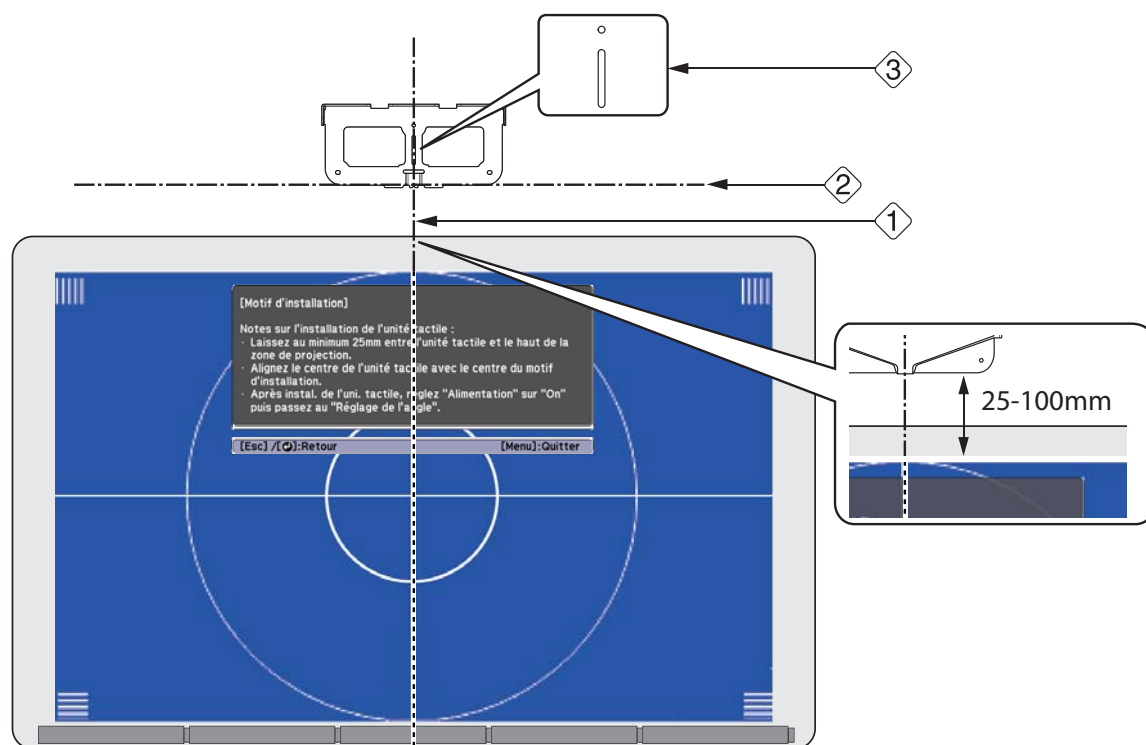 3
2
1
[Motif d'installation]
Notes sur l'installation de l'unité tactile :
· Laissez au minimum 25mm entre l'unité tactile et le haut de la
zone de projection.
· Alignez le centre de l'unité tactile avec le centre du motif
d'installation.
· Après instal. de l'uni. tactile, réglez "Alimentation" sur "On"
puis passez au "Réglage de l'angle".
[Esc] /[⏎]:Retour [Menu]:Quitter
25-100mm